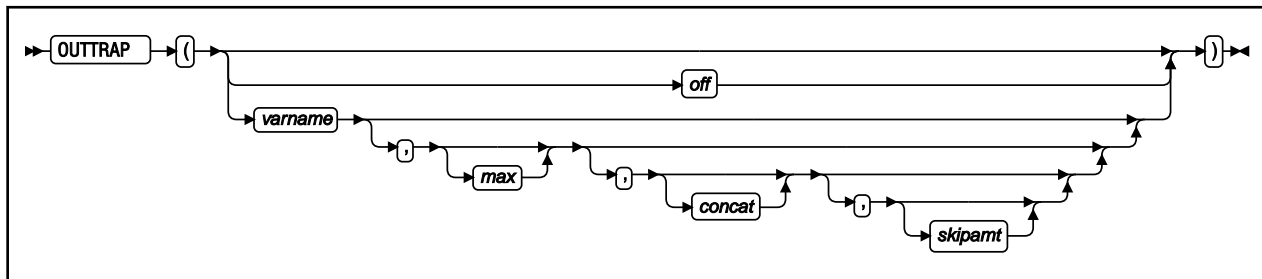 OUTTRAP ( )
off
varname
,
max
,
concat
,
skipamt